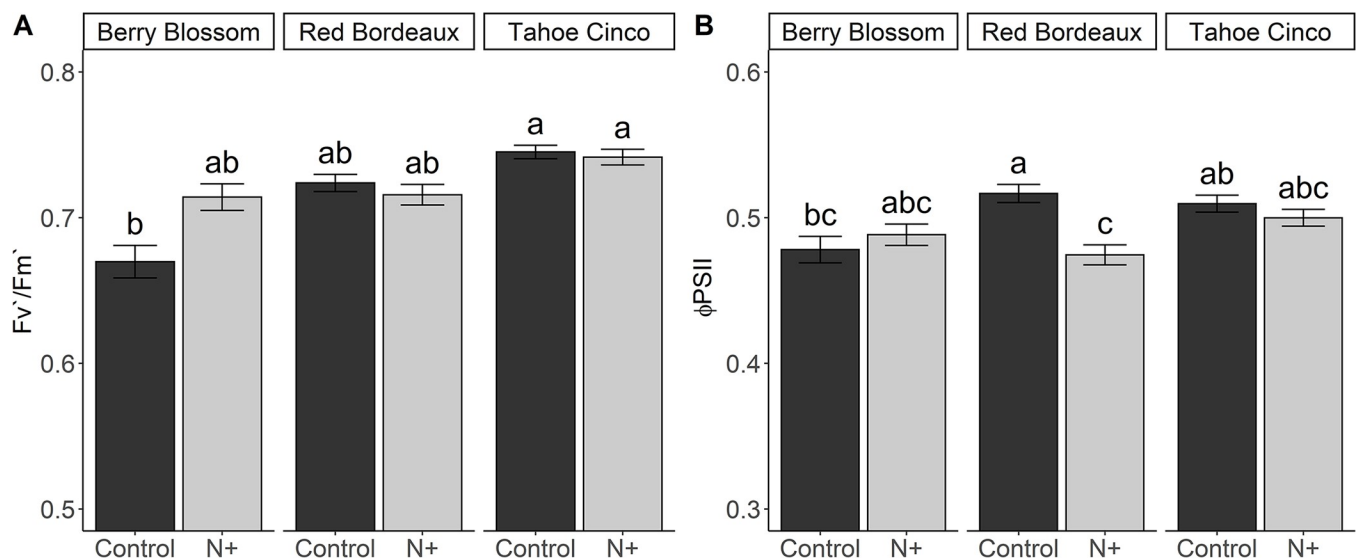 A
Berry Blossom
Red Bordeaux
Tahoe Cinco
Fv`/Fm`
0.8
0.7
0.6
0.5
b
ab
ab
ab
a
a
Control
N+
Control
N+
Control
N+
B
Berry Blossom
Red Bordeaux
Tahoe Cinco
ϕPSII
0.6
0.5
0.4
0.3
bc
abc
a
c
ab
abc
Control
N+
Control
N+
Control
N+